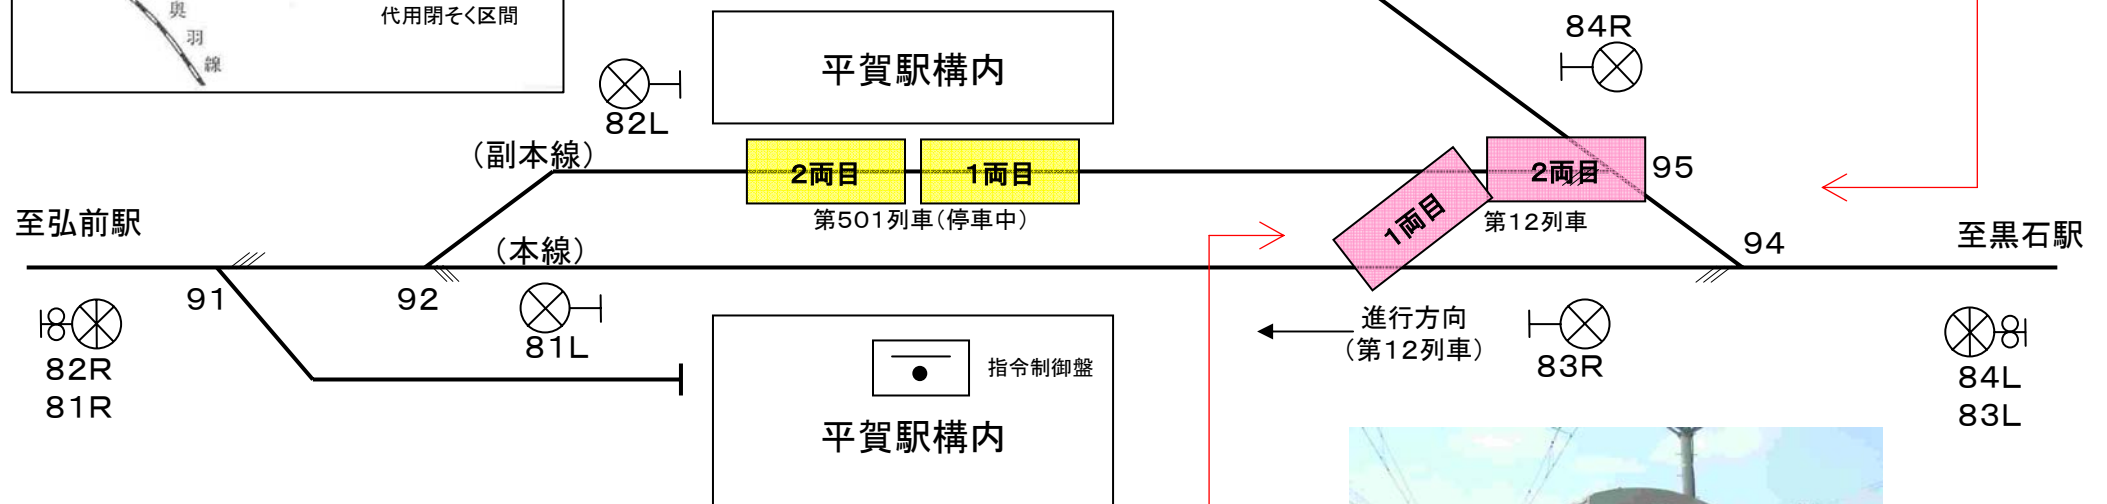 奥
羽
線
代用閉そく区間
82L
平賀駅構内
84R
(副本線)
2両目
1両目
第501列車(停車中)
1両目
2両目
第12列車
95
94
至弘前駅
(本線)
至黒石駅
91
92
81L
82R
81R
進行方向
(第12列車)
83R
84L
83L
指令制御盤
平賀駅構内